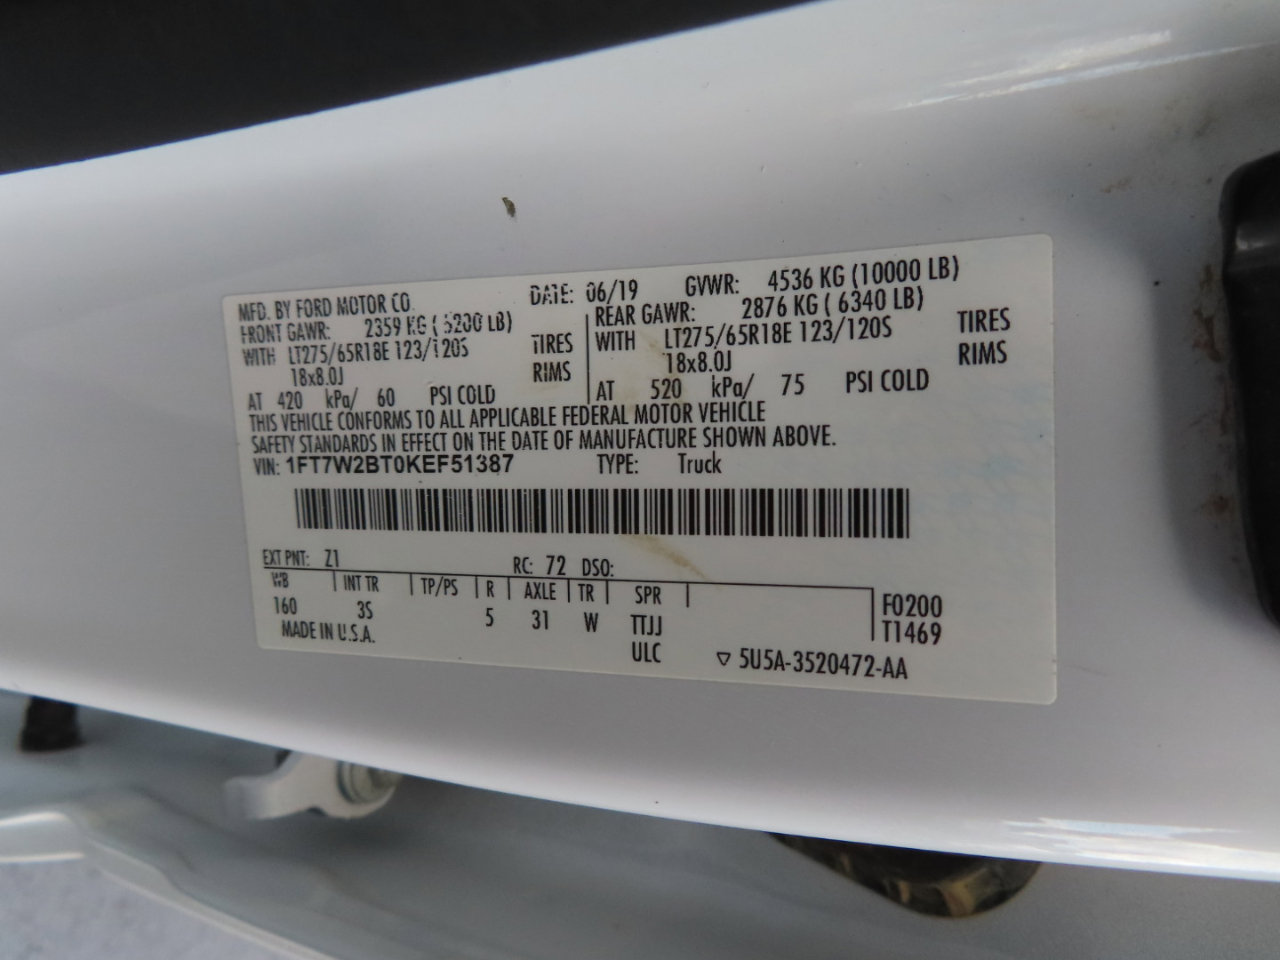 MFD. BY FORD MOTOR CO. DATE: 06/19 GVWR: 4536 KG (10000 LB)
FRONT GAWR: 2359 KG ( 5200 LB) REAR GAWR: 2876 KG ( 6340 LB)
WITH LT275/65R18E 123/120S TIRES WITH LT275/65R18E 123/120S TIRES
18x8.0J RIMS 18x8.0J RIMS
AT 420 kPa/ 60 PSI COLD AT 520 kPa/ 75 PSI COLD
THIS VEHICLE CONFORMS TO ALL APPLICABLE FEDERAL MOTOR VEHICLE
SAFETY STANDARDS IN EFFECT ON THE DATE OF MANUFACTURE SHOWN ABOVE.
VIN: 1FT7W2BT0KEF51387 TYPE: Truck
EXT PNT: Z1 RC: 72 DSO:
WB INT TR TP/PS R AXLE TR SPR F0200
160 3S 5 31 W TTJJ T1469
MADE IN U.S.A. ULC ▽ 5U5A-3520472-AA